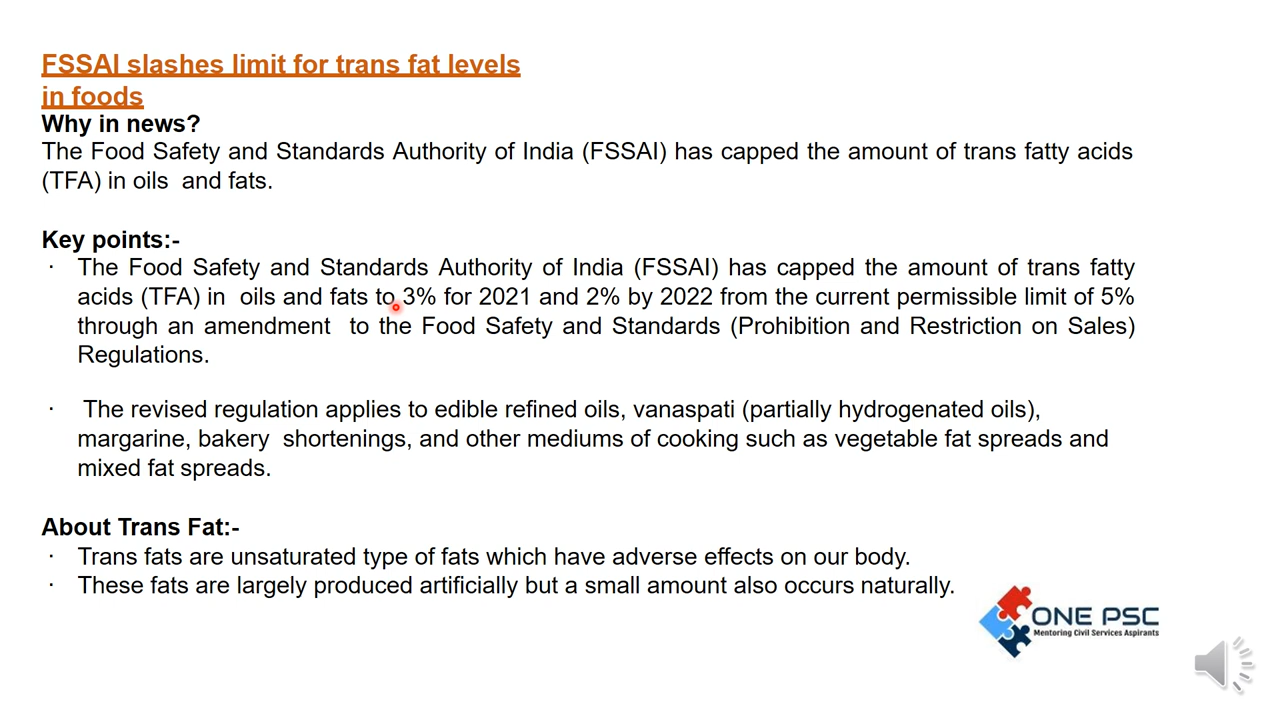 FSSAI slashes limit for trans fat levels
in foods
Why in news?
The Food Safety and Standards Authority of India (FSSAI) has capped the amount of trans fatty acids
(TFA) in oils and fats.
Key points:-
· The Food Safety and Standards Authority of India (FSSAI) has capped the amount of trans fatty
acids (TFA) in oils and fats to 3% for 2021 and 2% by 2022 from the current permissible limit of 5%
through an amendment to the Food Safety and Standards (Prohibition and Restriction on Sales)
Regulations.
· The revised regulation applies to edible refined oils, vanaspati (partially hydrogenated oils),
margarine, bakery shortenings, and other mediums of cooking such as vegetable fat spreads and
mixed fat spreads.
About Trans Fat:-
· Trans fats are unsaturated type of fats which have adverse effects on our body.
· These fats are largely produced artificially but a small amount also occurs naturally.
ONE PSC
Mentoring Civil Services Aspirants